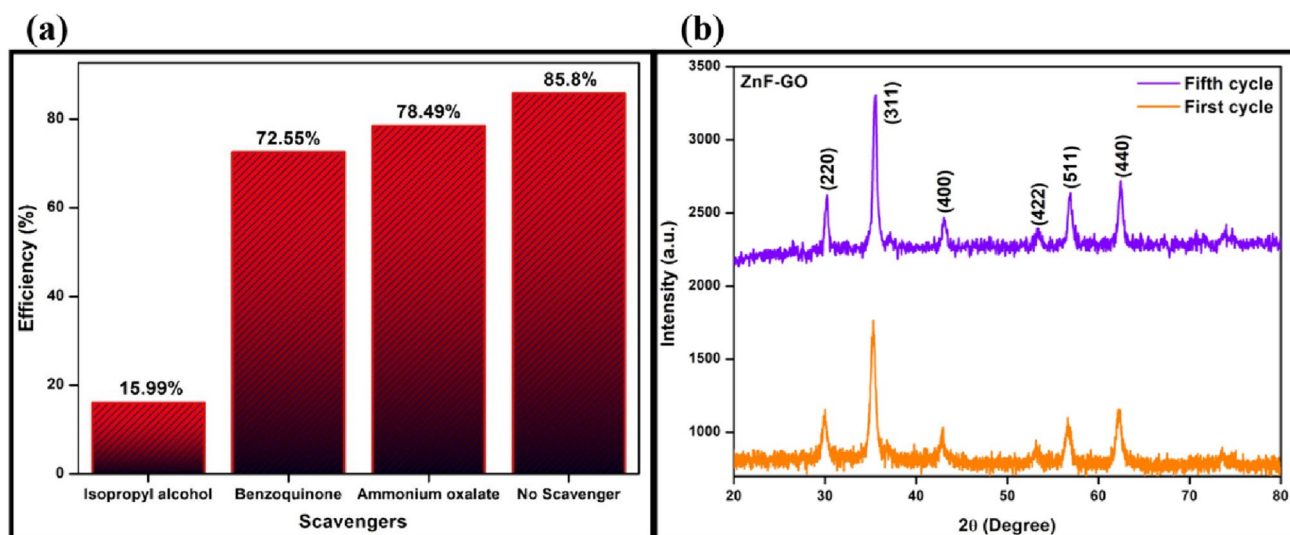 (a)
85.8%
78.49%
72.55%
15.99%
80
60
40
20
0
Efficiency (%)
Isopropyl alcohol Benzoquinone Ammonium oxalate No Scavenger
Scavengers
(b)
ZnF-GO
Fifth cycle
First cycle
(220)
(311)
(400)
(422)
(511)
(440)
3500
3000
2500
2000
1500
1000
Intensity (a.u.)
20 30 40 50 60 70 80
2θ (Degree)